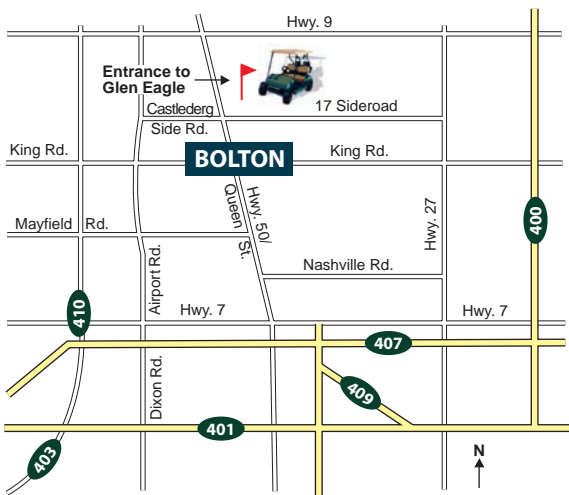 Hwy. 9
Entrance to
Glen Eagle
Castlederg
17 Sideroad
Side Rd.
King Rd.
BOLTON
King Rd.
Hwy. 50/
Queen St.
Hwy. 27
400
Mayfield Rd.
Airport Rd.
Nashville Rd.
410
Hwy. 7
Hwy. 7
407
Dixon Rd.
409
401
403
N